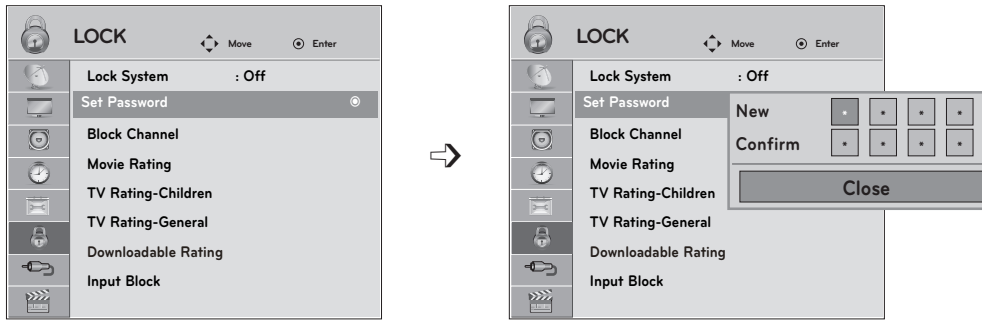 LOCK
Move
Enter
Lock System : Off
Set Password
Block Channel
Movie Rating
TV Rating-Children
TV Rating-General
Downloadable Rating
Input Block
LOCK
Move
Enter
Lock System : Off
Set Password
Block Channel
Movie Rating
TV Rating-Children
TV Rating-General
Downloadable Rating
Input Block
New * * * *
Confirm * * * *
Close